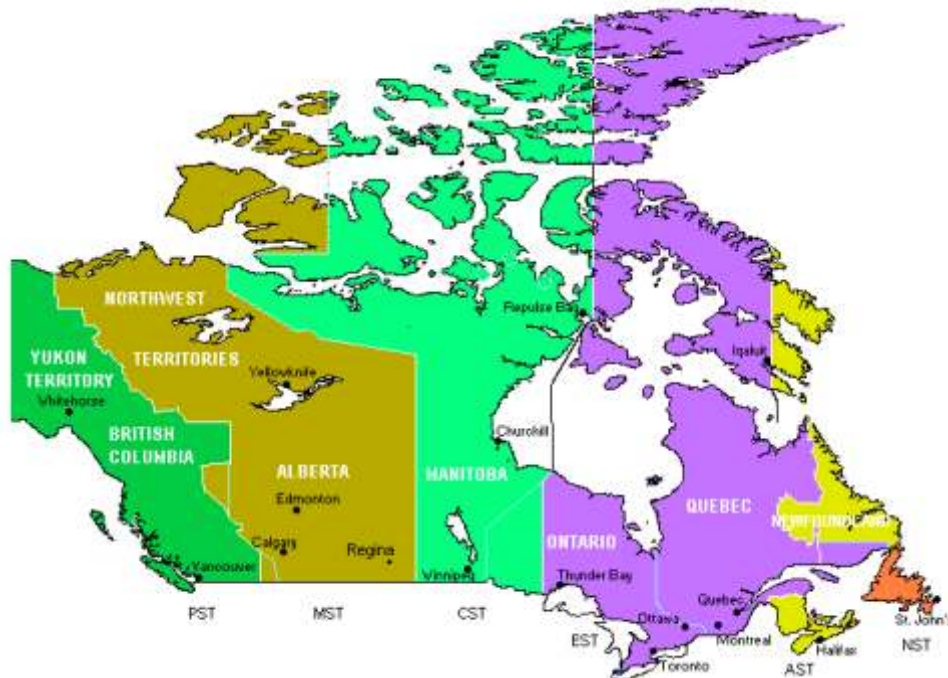 NORTHWEST
TERRITORIES
Repulse Bay
YUKON
TERRITORY
Whitehorse
Yellowknife
Iqaluit
BRITISH
COLUMBIA
Churchill
ALBERTA
MANITOBA
Edmonton
QUEBEC
NEWFOUNDLAND
Calgary
Regina
ONTARIO
Vancouver
Winnipeg
Thunder Bay
PST
MST
CST
EST
Quebec
Ottawa
Montreal
Toronto
Halifax
AST
St. John'
NST